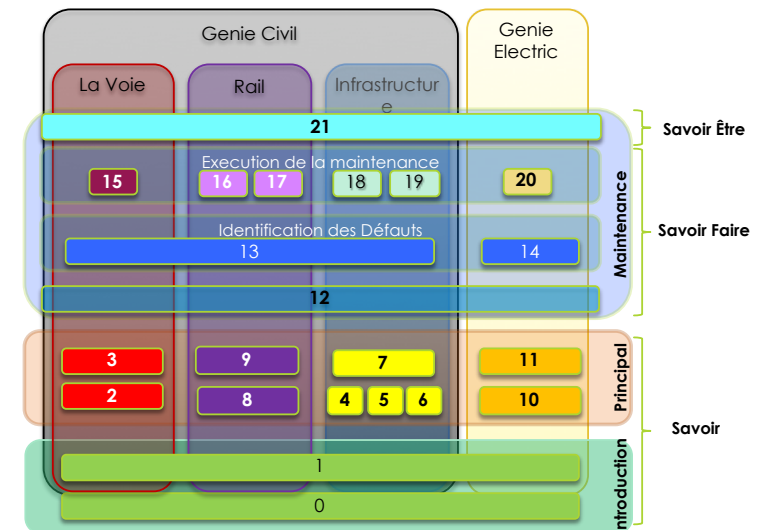 Genie Civil
Genie
Electric
La Voie
Rail
Infrastructur
e
21
Savoir Être
Execution de la maintenance
15
16
17
18
19
20
Maintenance
Savoir Faire
Identification des Défauts
13
14
12
3
9
7
11
Principal
2
8
4
5
6
10
Savoir
1
ntroduction
0